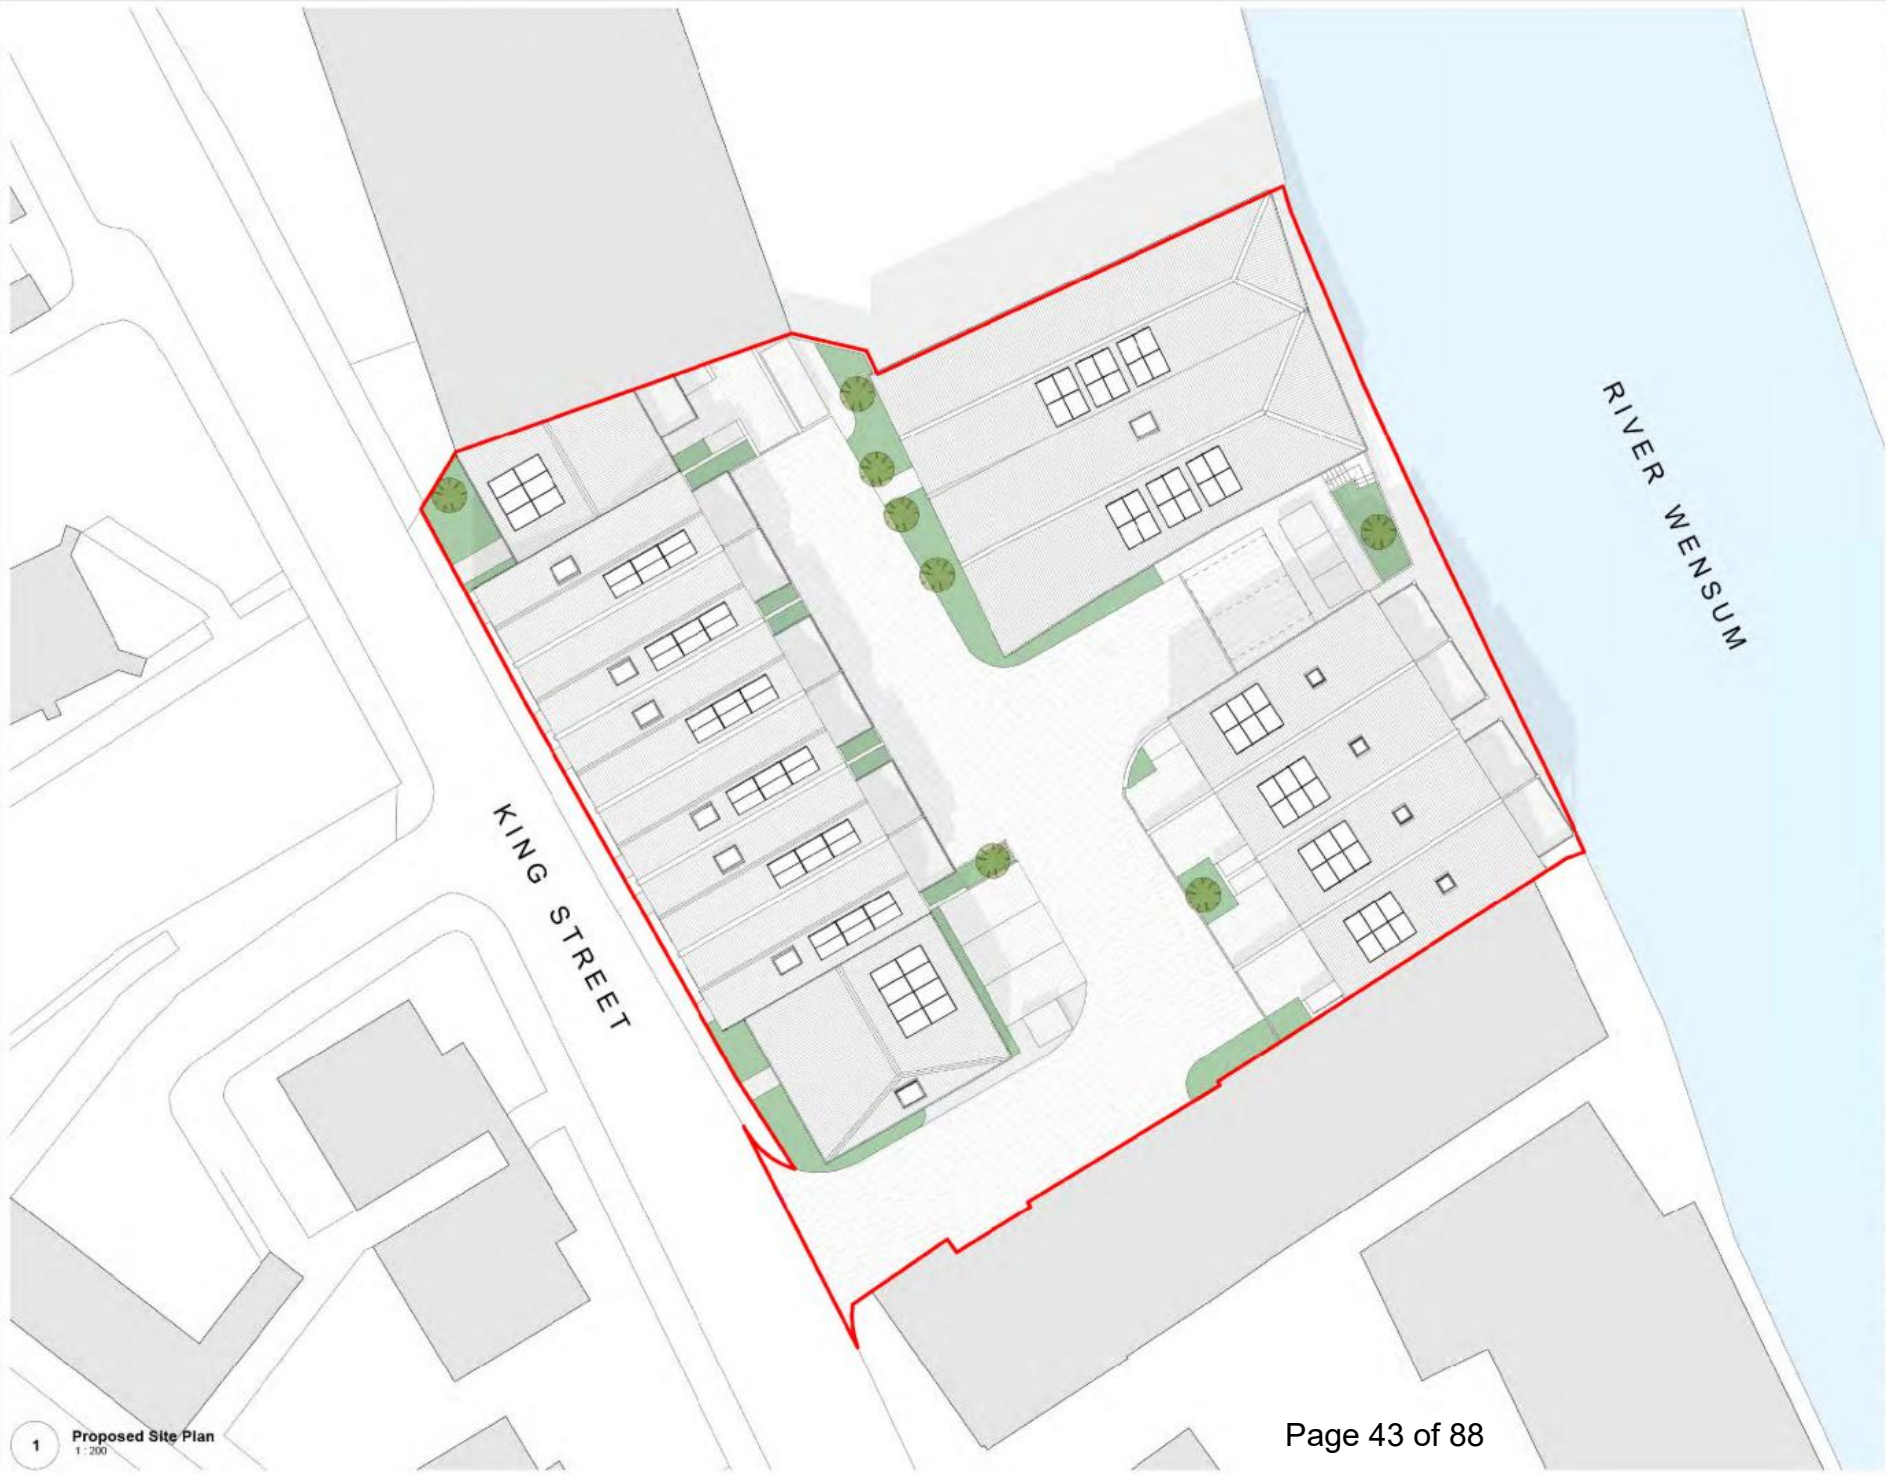 RIVER WENSUM
KING STREET
1
Proposed Site Plan
1 : 200
Page 43 of 88